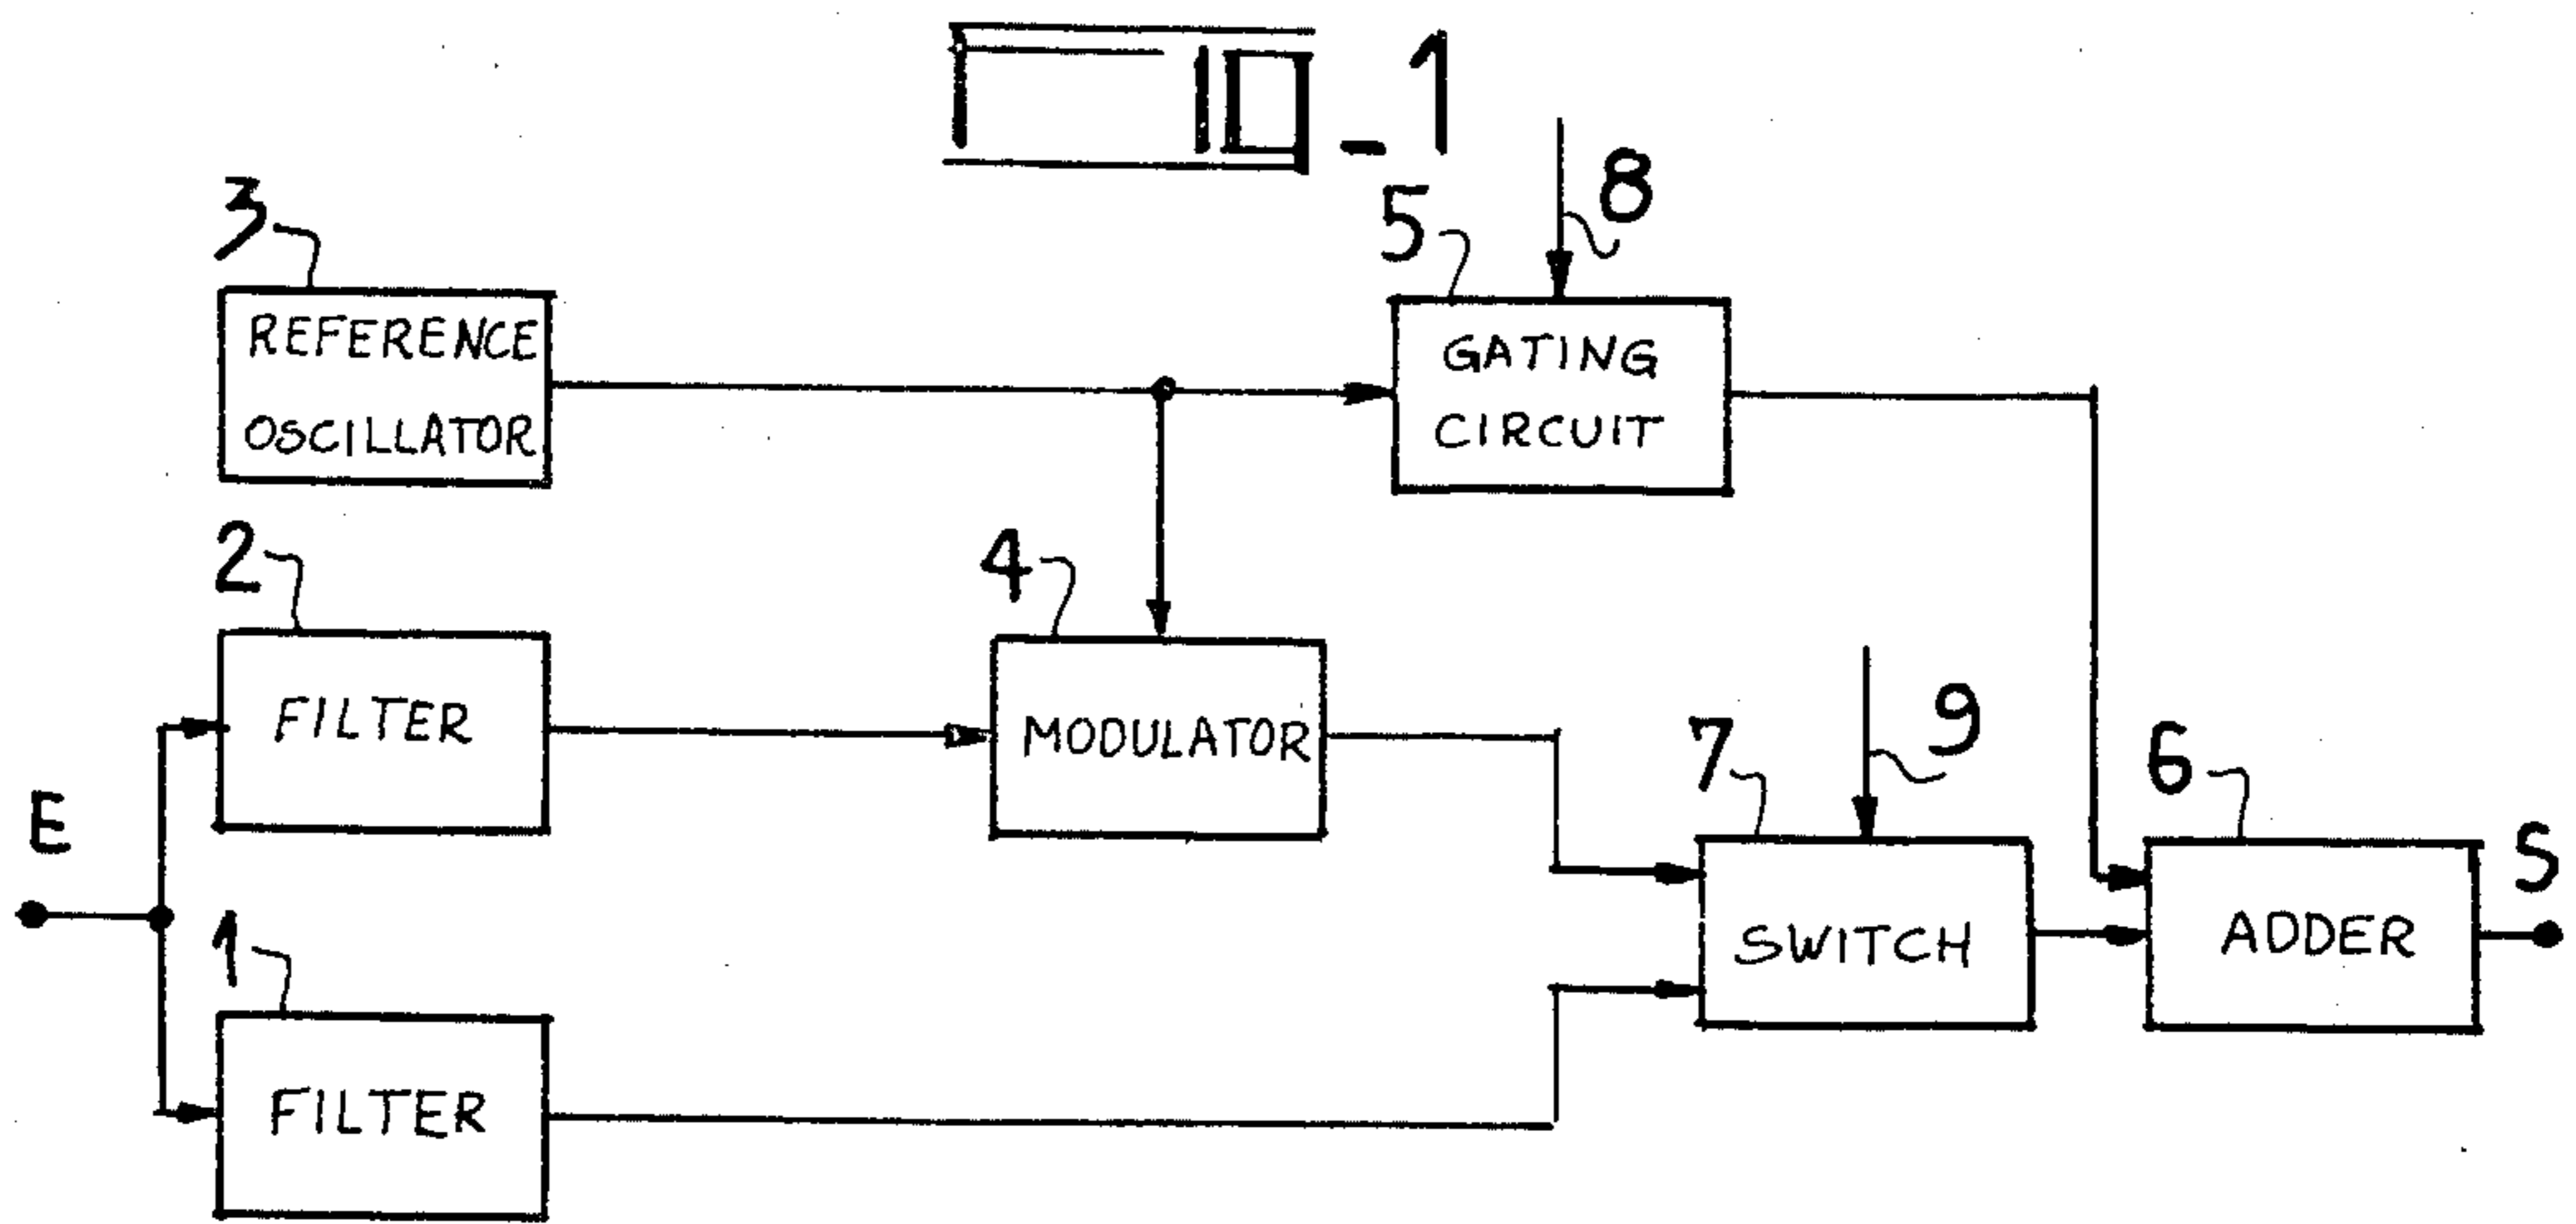 FIG_1
3
REFERENCE
OSCILLATOR
5
8
GATING
CIRCUIT
2
FILTER
4
MODULATOR
E
1
FILTER
7
9
SWITCH
6
ADDER
S